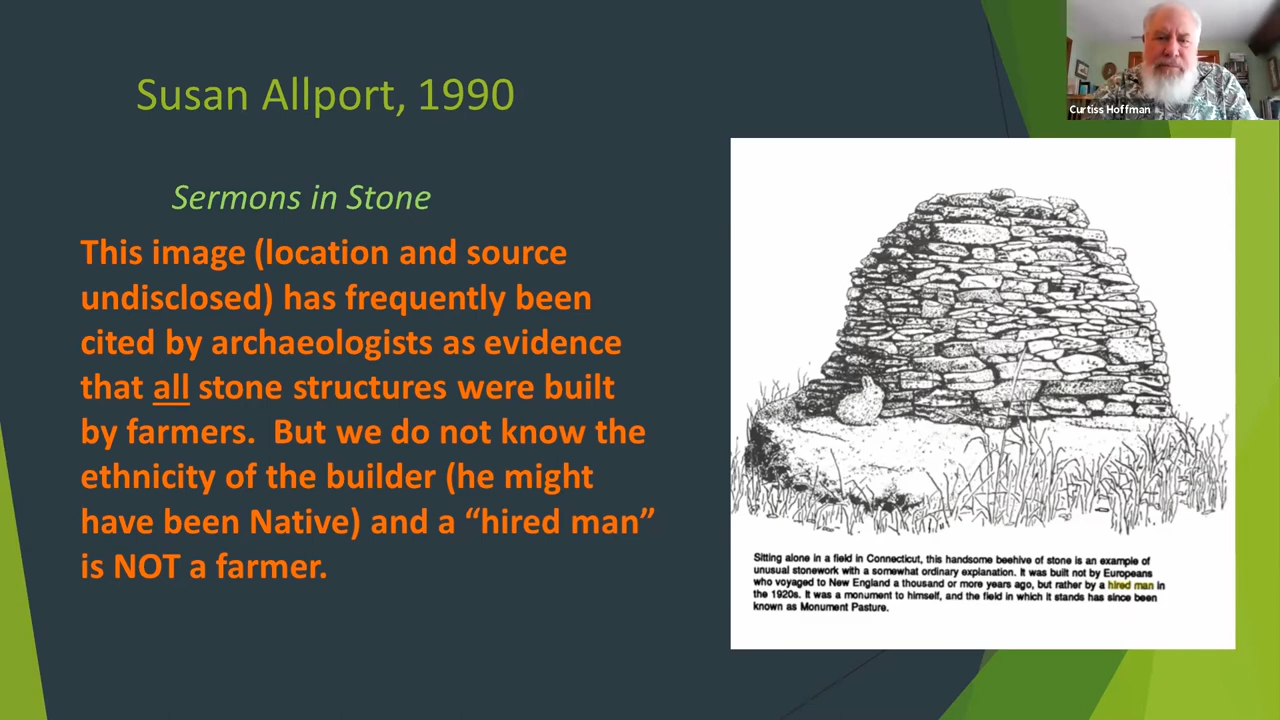 Susan Allport, 1990
Curtiss Hoffman
Sermons in Stone
This image (location and source
undisclosed) has frequently been
cited by archaeologists as evidence
that all stone structures were built
by farmers.  But we do not know the
ethnicity of the builder (he might
have been Native) and a “hired man”
is NOT a farmer.
Sitting alone in a field in Connecticut, this handsome beehive of stone is an example of
unusual stonework with a somewhat ordinary explanation. It was built not by Europeans
who voyaged to New England a thousand or more years ago, but rather by a hired man in
the 1920s. It was a monument to himself, and the field in which it stands has since been
known as Monument Pasture.